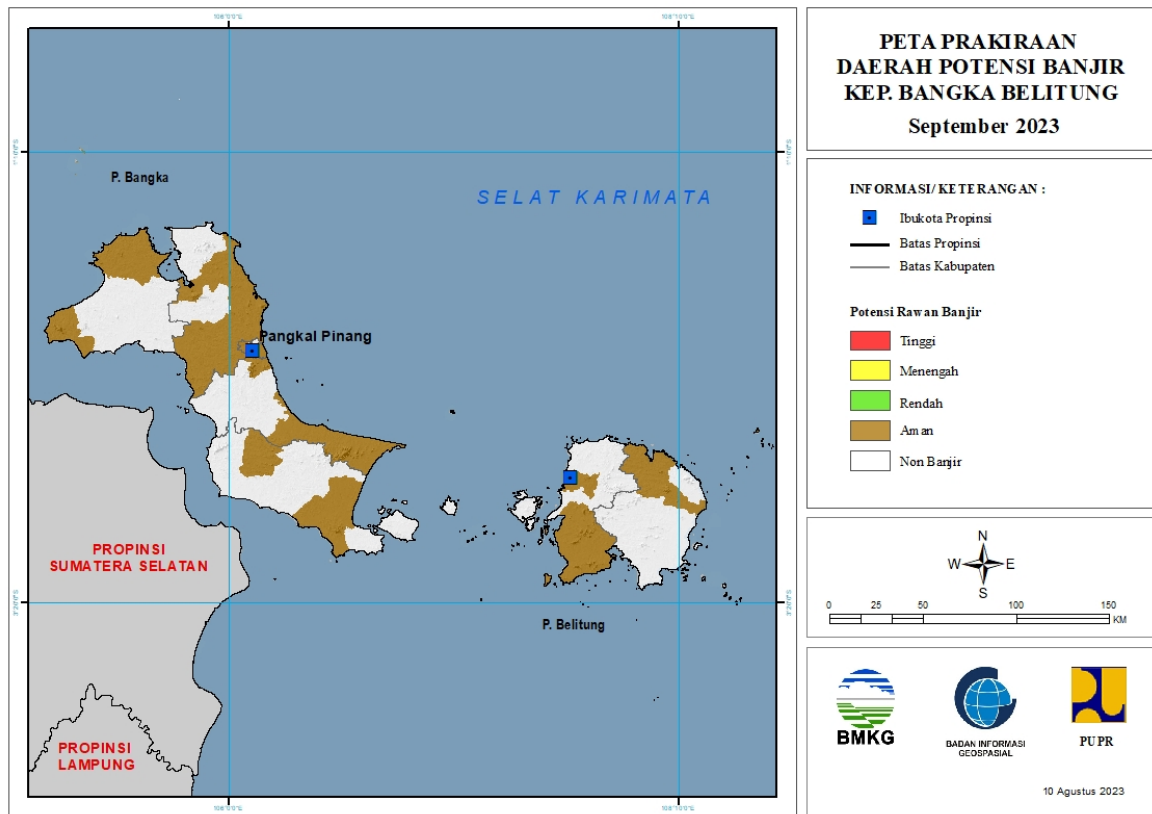 PETA PRAKIRAAN
DAERAH POTENSI BANJIR
KEP. BANGKA BELITUNG
September 2023
P. Bangka
SELAT KARIMATA
Pangkal Pinang
PROPINSI
SUMATERA SELATAN
P. Belitung
PROPINSI
LAMPUNG
INFORMASI/ KETERANGAN :
Ibukota Propinsi
Batas Propinsi
Batas Kabupaten
Potensi Rawan Banjir
Tinggi
Menengah
Rendah
Aman
Non Banjir
N
W E
S
0 25 50 100 150
KM
BMKG
BADAN INFORMASI
GEOSPASIAL
PUPR
10 Agustus 2023